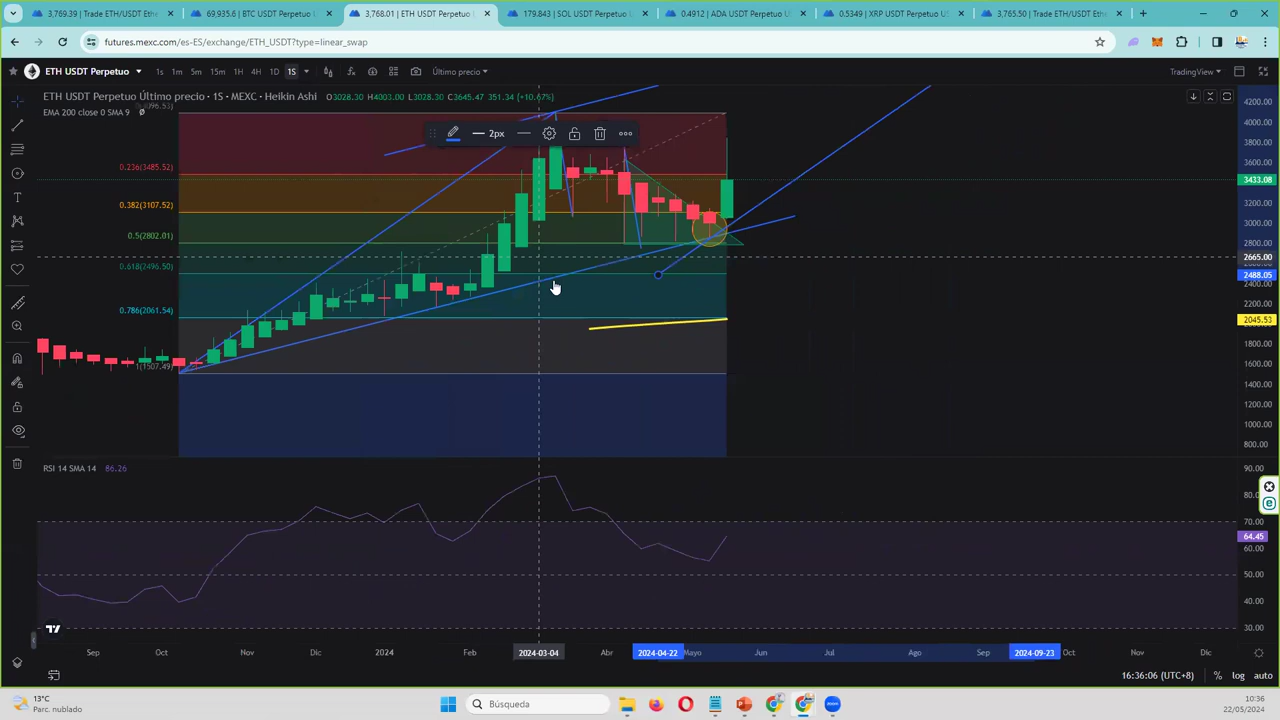 3,769.39 | Trade ETH/USDT Ethe
69,935.6 | BTC USDT Perpetuo U
3,768.01 | ETH USDT Perpetuo U
179.843 | SOL USDT Perpetuo U
0.4912 | ADA USDT Perpetuo U
0.5349 | XRP USDT Perpetuo US
3,765.50 | Trade ETH/USDT Ethe
futures.mexc.com/es-ES/exchange/ETH_USDT?type=linear_swap
ETH USDT Perpetuo
1s 1m 5m 15m 1H 4H 1D 1S
Último precio
TradingView
ETH USDT Perpetuo Último precio · 1S · MEXC · Heikin Ashi O3028.30 H4003.00 L3028.30 C3645.47 351.34 (+10.67%)
EMA 200 close 0 SMA 9
2px
0.236(3485.52)
0.382(3107.52)
0.5(2802.01)
0.618(2496.50)
0.786(2061.54)
1(1507.49)
4200.00
4000.00
3800.00
3600.00
3433.08
3200.00
3000.00
2800.00
2665.00
2488.05
2400.00
2200.00
2045.53
1800.00
1600.00
1400.00
1200.00
1000.00
800.00
RSI 14 SMA 14 86.26
90.00
80.0
70.00
64.45
60.00
50.00
40.00
30.00
Sep Oct Nov Dic 2024 Feb 2024-03-04 Abr 2024-04-22 Mayo Jun Jul Ago Sep 2024-09-23 Oct Nov Dic
16:36:06 (UTC+8) % log auto
13°C
Parc. nublado
Búsqueda
zoom
10:36
22/05/2024